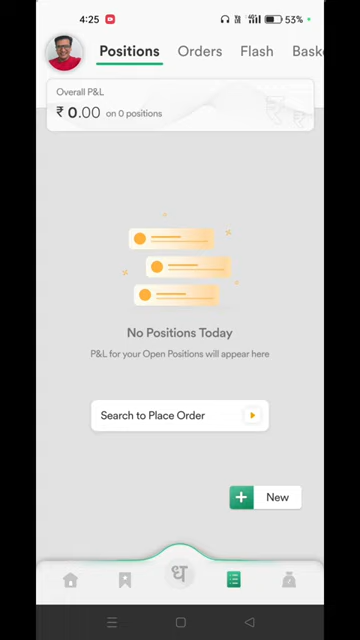 4:25
53%
Positions
Orders
Flash
Bask
Overall P&L
₹ 0.00 on 0 positions
No Positions Today
P&L for your Open Positions will appear here
Search to Place Order
New
ध